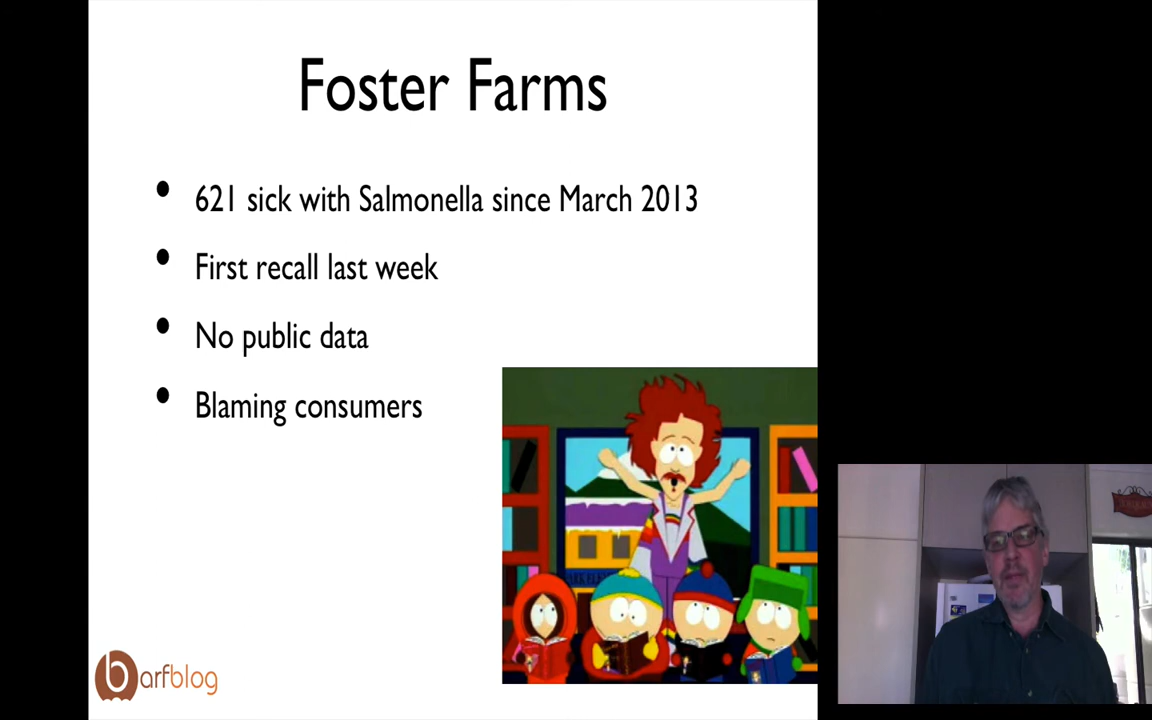 Foster Farms
• 621 sick with Salmonella since March 2013
• First recall last week
• No public data
• Blaming consumers
barfblog